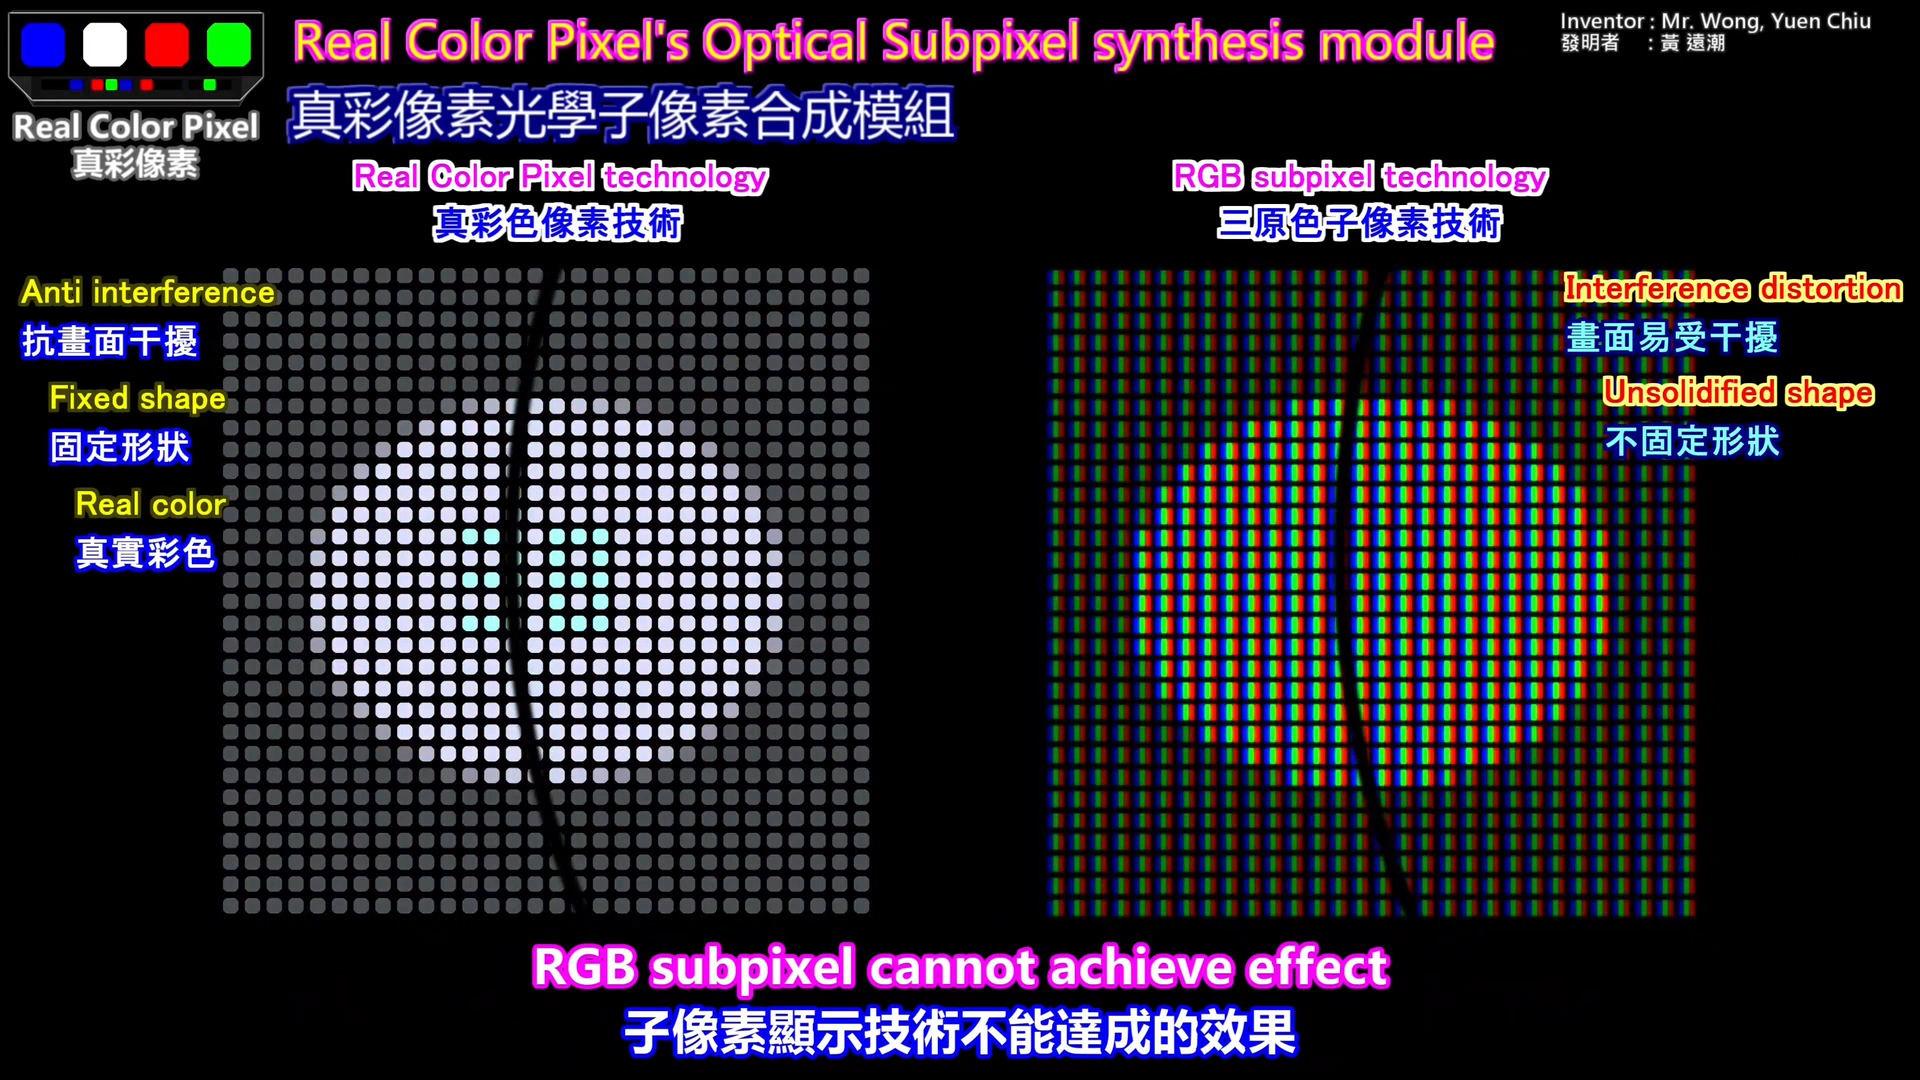 Real Color Pixel's Optical Subpixel synthesis module
真彩像素光學子像素合成模組
Inventor : Mr. Wong, Yuen Chiu
發明者 : 黃 遠潮
Real Color Pixel
真彩像素
Real Color Pixel technology
真彩色像素技術
RGB subpixel technology
三原色子像素技術
Anti interference
抗畫面干擾
Fixed shape
固定形狀
Real color
真實彩色
Interference distortion
畫面易受干擾
Unsolidified shape
不固定形狀
RGB subpixel cannot achieve effect
子像素顯示技術不能達成的效果